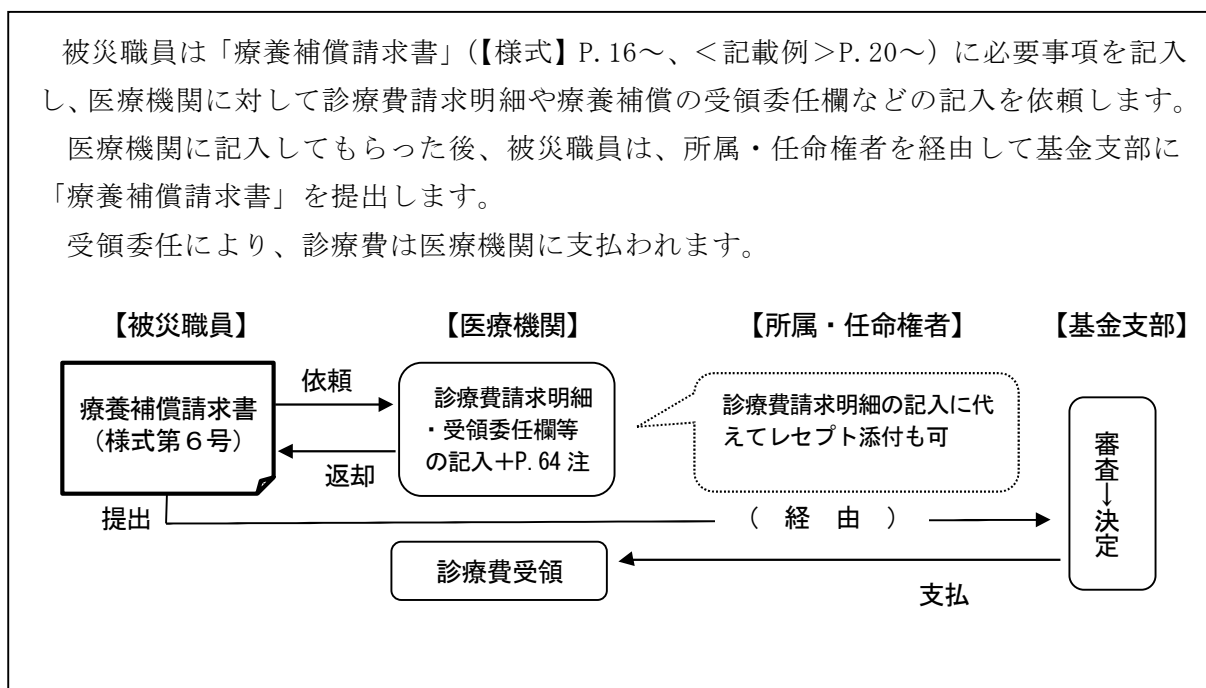 被災職員は「療養補償請求書」（【様式】P.16～、＜記載例＞P.20～）に必要事項を記入
し、医療機関に対して診療費請求明細や療養補償の受領委任欄などの記入を依頼します。
医療機関に記入してもらった後、被災職員は、所属・任命権者を経由して基金支部に
「療養補償請求書」を提出します。
受領委任により、診療費は医療機関に支払われます。
【被災職員】
【医療機関】
【所属・任命権者】
【基金支部】
療養補償請求書
（様式第６号）
依頼
返却
診療費請求明細
・受領委任欄等
の記入＋P.64 注
診療費請求明細の記入に代
えてレセプト添付も可
審査→決定
提出
（　経　由　）
診療費受領
支払